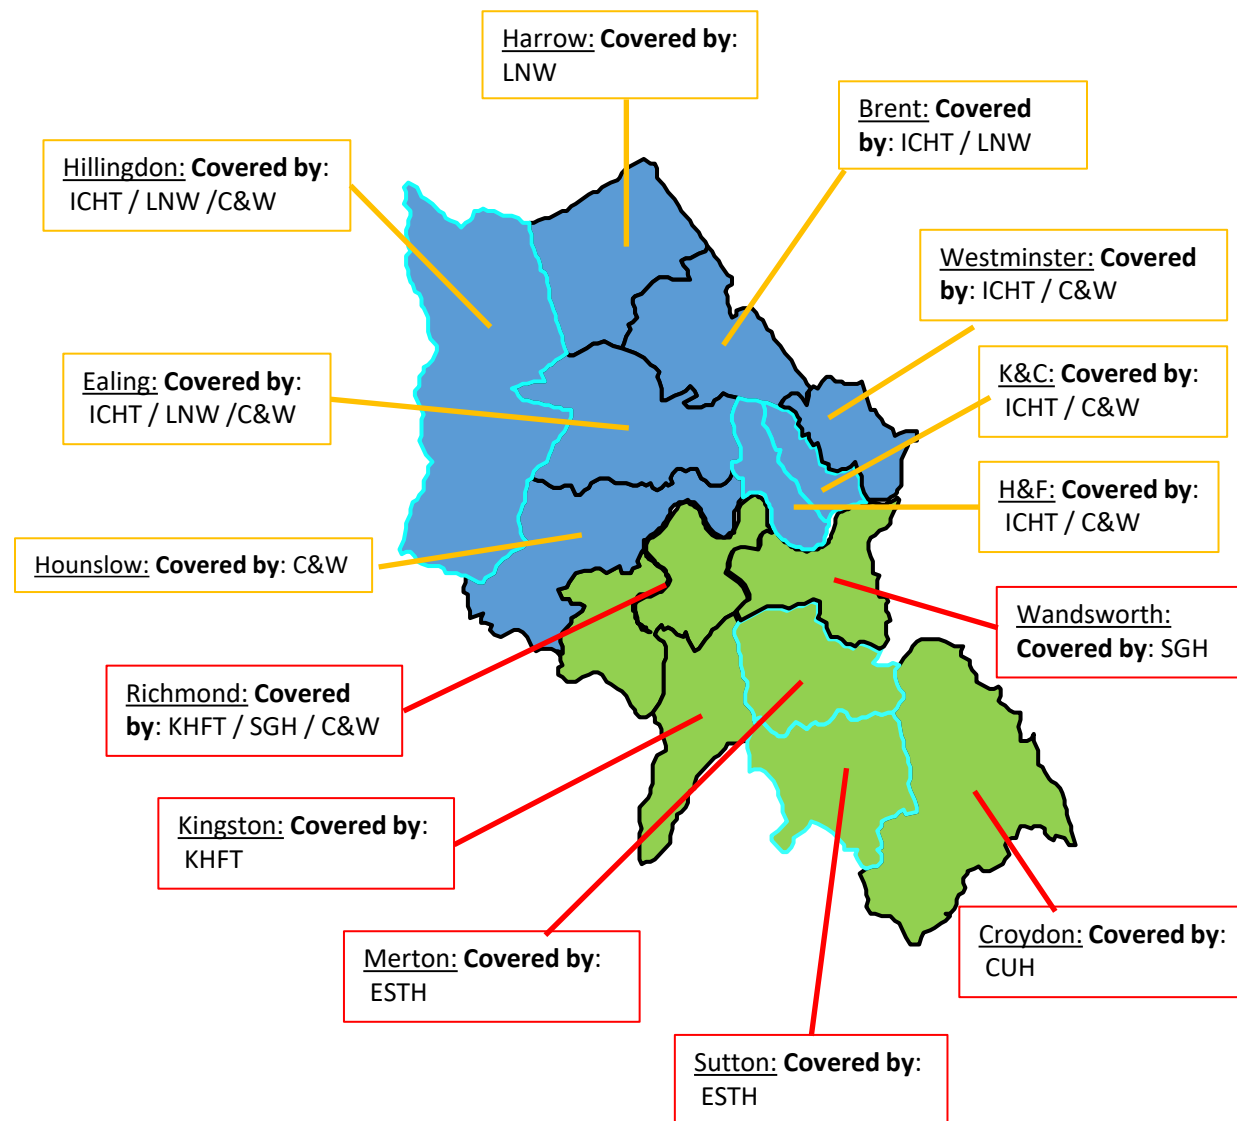 Harrow: Covered by:
LNW
Brent: Covered
by: ICHT / LNW
Hillingdon: Covered by:
ICHT / LNW /C&W
Westminster: Covered
by: ICHT / C&W
Ealing: Covered by:
ICHT / LNW /C&W
K&C: Covered by:
ICHT / C&W
H&F: Covered by:
ICHT / C&W
Hounslow: Covered by: C&W
Wandsworth:
Covered by: SGH
Richmond: Covered
by: KHFT / SGH / C&W
Kingston: Covered by:
KHFT
Merton: Covered by:
ESTH
Croydon: Covered by:
CUH
Sutton: Covered by:
ESTH